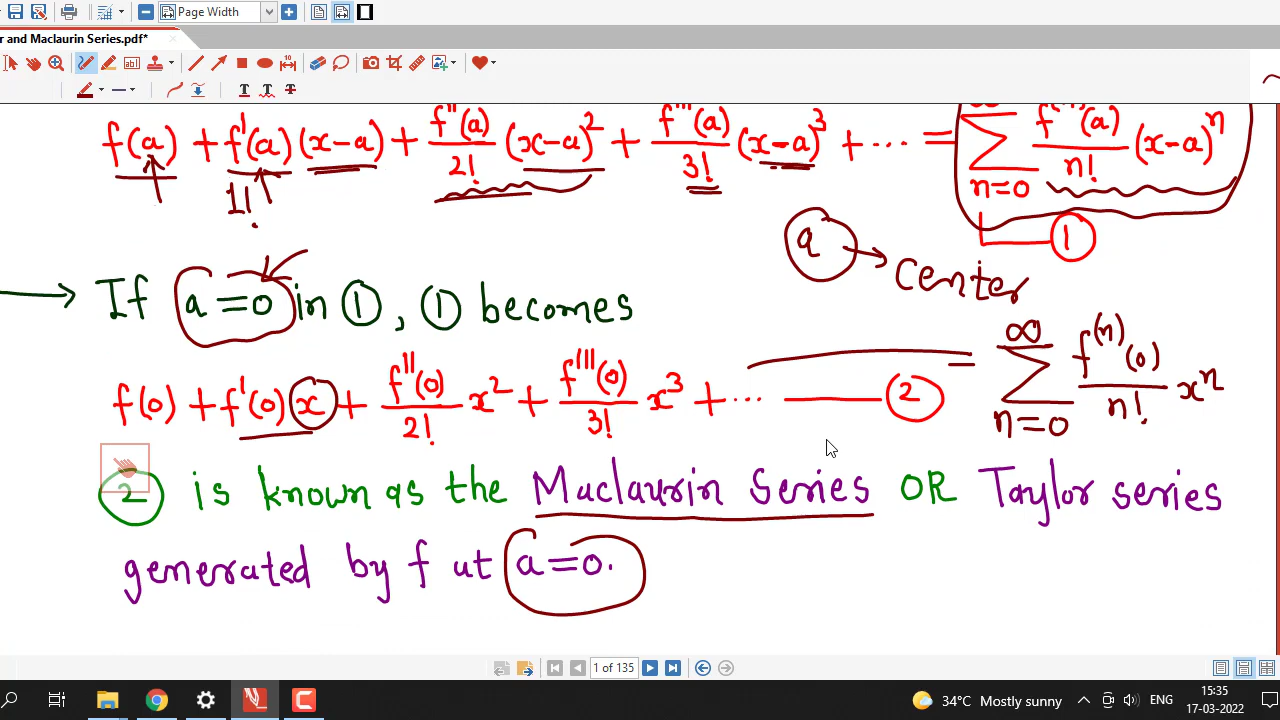 Page Width
r and Maclaurin Series.pdf*
f(a) + f'(a) (x-a) + f''(a)/2! (x-a)² + f'''(a)/3! (x-a)³ + ... = ∞∑n=0 f⁽ⁿ⁾(a)/n! (x-a)ⁿ
1!
a → Center
1
If a=0 in 1, 1 becomes
f(0) + f'(0) x + f''(0)/2! x² + f'''(0)/3! x³ + ... 2 = ∞∑n=0 f⁽ⁿ⁾(0)/n! xⁿ
2 is known as the Maclaurin Series OR Taylor series
generated by f at a=0.
1 of 135
34°C Mostly sunny ENG 15:35
17-03-2022